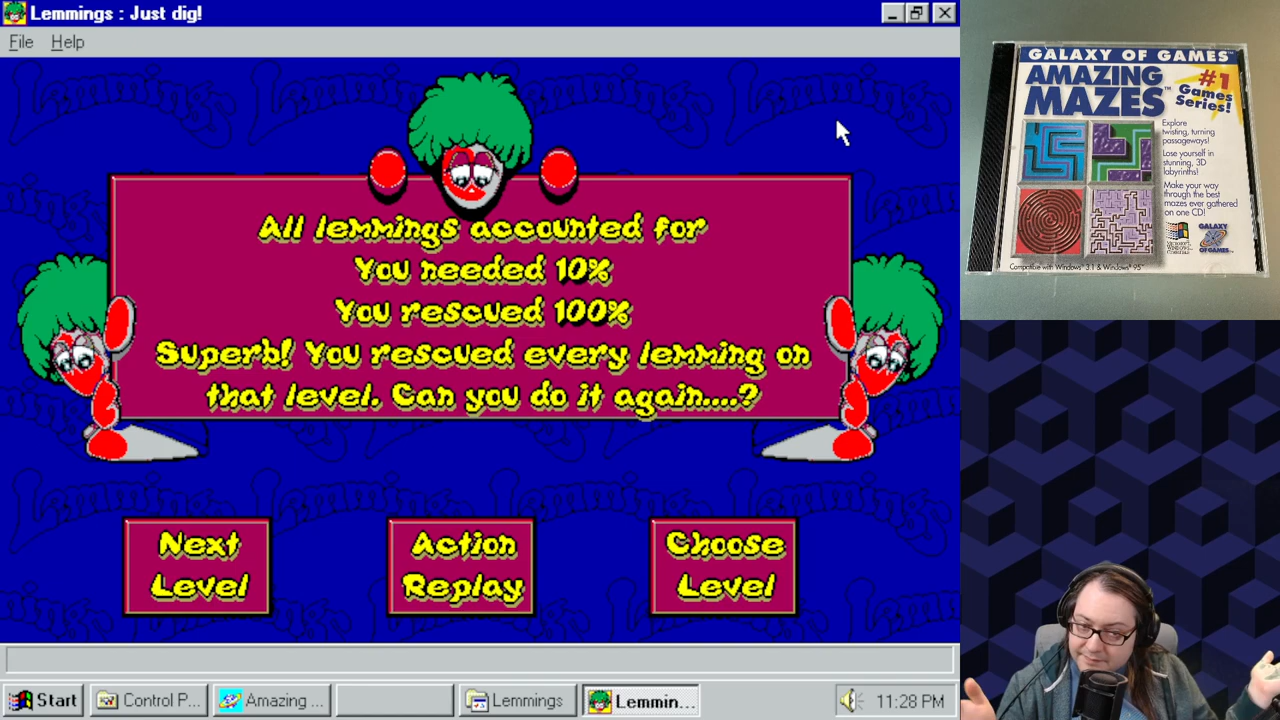 Lemmings : Just dig!
File Help
All lemmings accounted for
You needed 10%
You rescued 100%
Superb! You rescued every lemming on
that level. Can you do it again....?
Next
Level
Action
Replay
Choose
Level
Start
Control P...
Amazing ...
Lemmings
Lemmin...
11:28 PM
GALAXY OF GAMES™
AMAZING
MAZES™
#1
Games
Series!
Explore
twisting, turning
passageways!
Lose yourself in
stunning, 3D
labyrinths!
Make your way
through the best
mazes ever gathered
on one CD!
GALAXY
OF GAMES
Compatible with Windows® 3.1 & Windows® 95